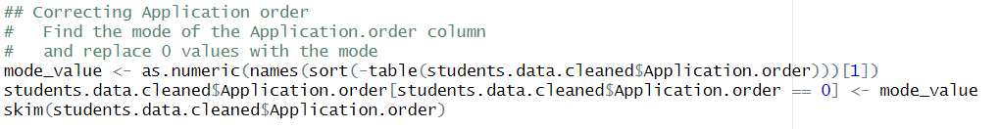 ## Correcting Application order
#   Find the mode of the Application.order column
#   and replace 0 values with the mode
mode_value <- as.numeric(names(sort(-table(students.data.cleaned$Application.order)))[1])
students.data.cleaned$Application.order[students.data.cleaned$Application.order == 0] <- mode_value
skim(students.data.cleaned$Application.order)